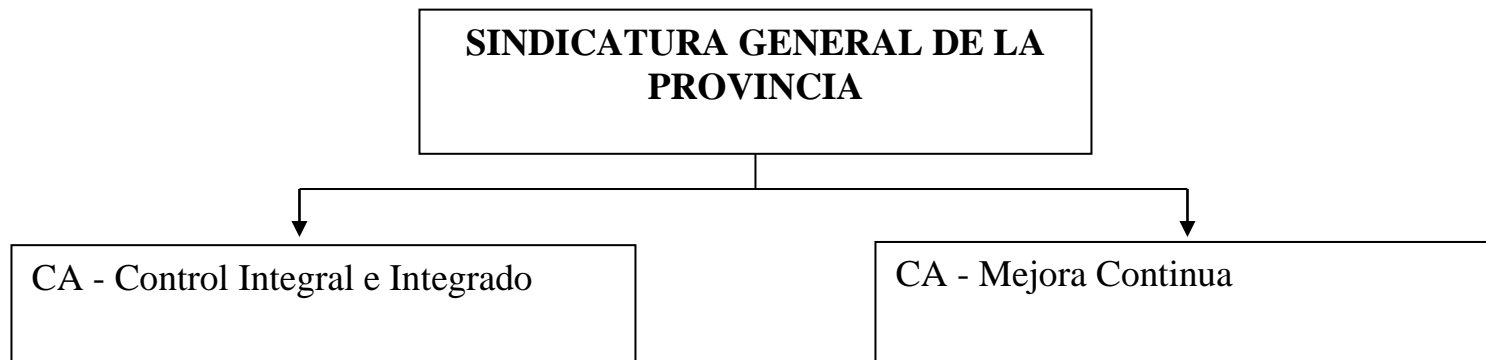 SINDICATURA GENERAL DE LA
PROVINCIA
CA - Control Integral e Integrado
CA - Mejora Continua